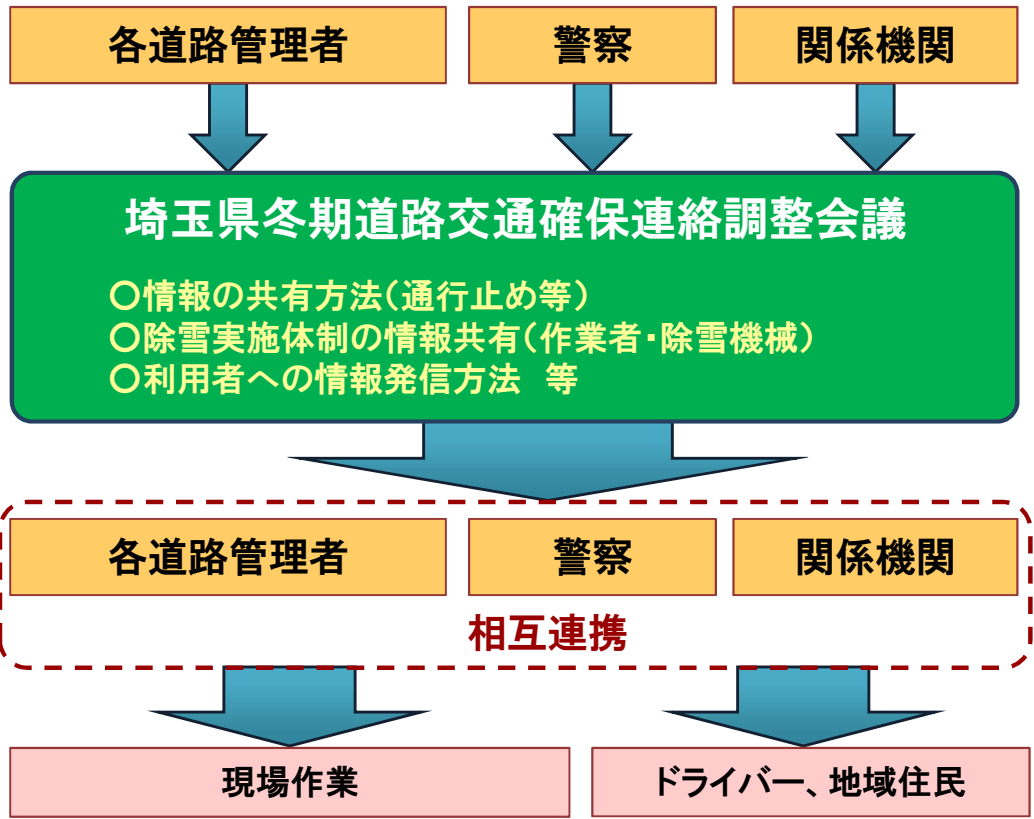 各道路管理者
警察
関係機関
埼玉県冬期道路交通確保連絡調整会議
○情報の共有方法(通行止め等)
○除雪実施体制の情報共有(作業者・除雪機械)
○利用者への情報発信方法　等
各道路管理者
警察
関係機関
相互連携
現場作業
ドライバー、地域住民